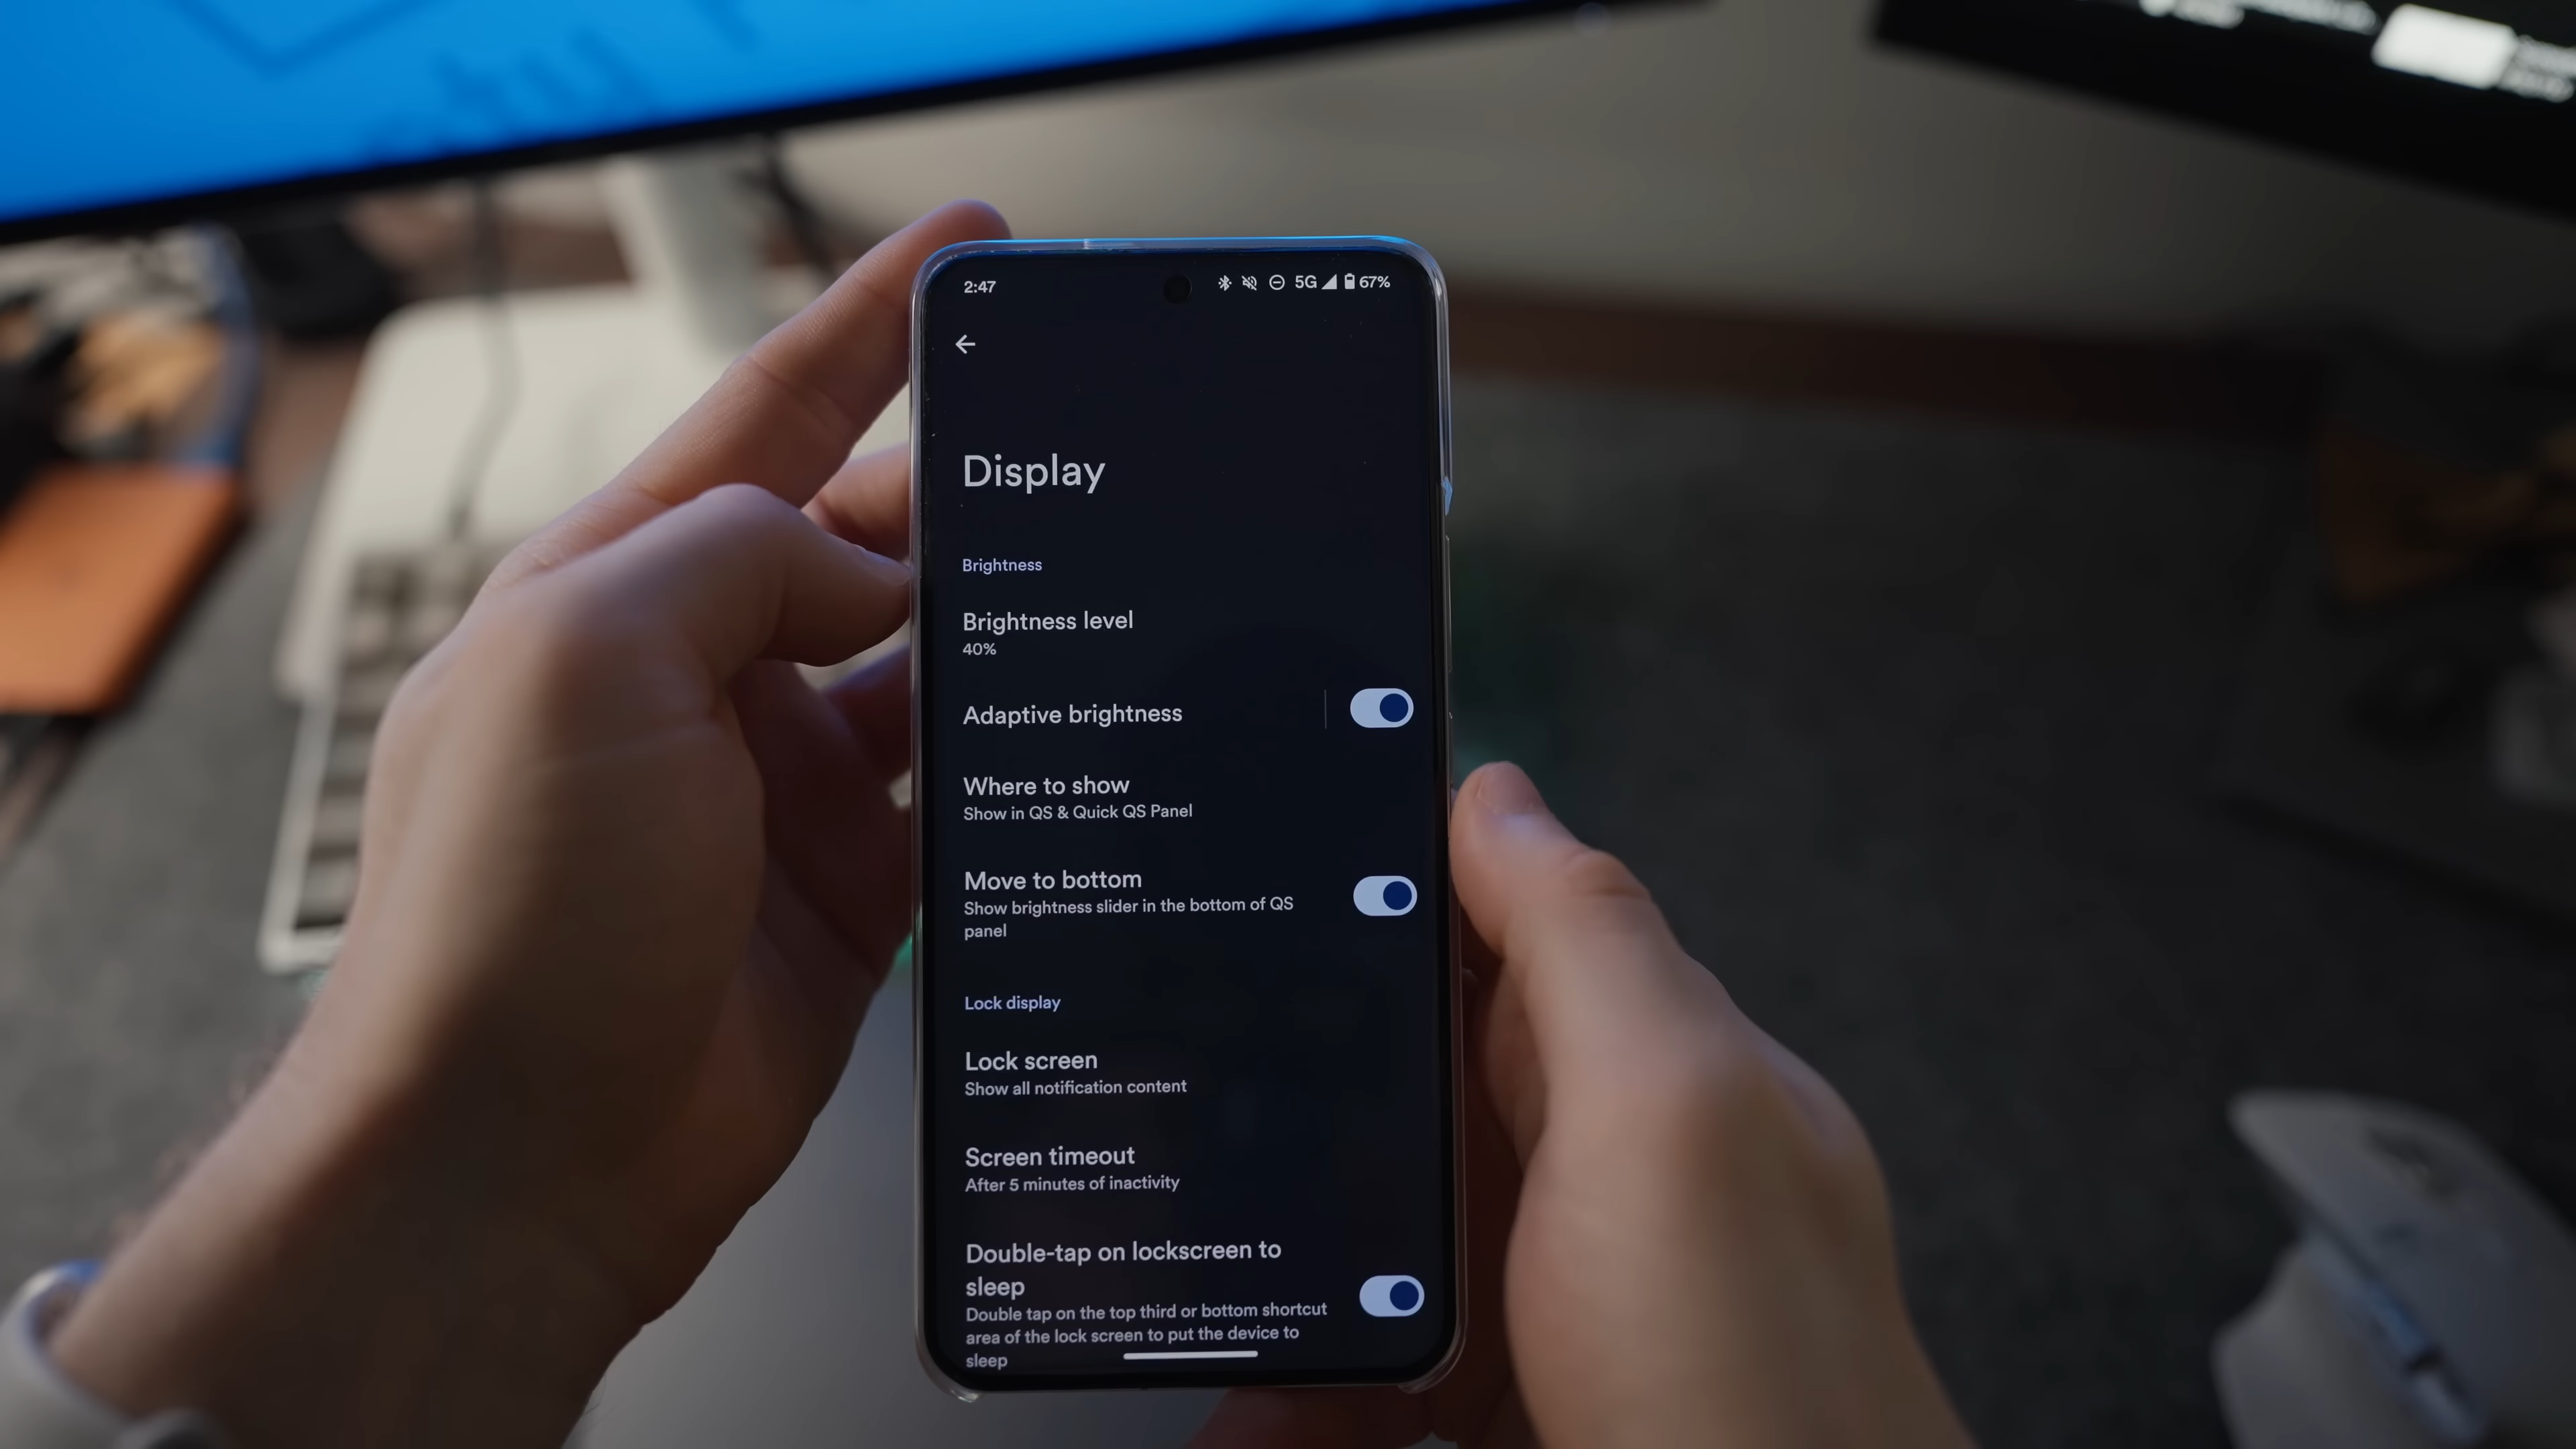 2:47
5G 67%
Display
Brightness
Brightness level
40%
Adaptive brightness
Where to show
Show in QS & Quick QS Panel
Move to bottom
Show brightness slider in the bottom of QS
panel
Lock display
Lock screen
Show all notification content
Screen timeout
After 5 minutes of inactivity
Double-tap on lockscreen to
sleep
Double tap on the top third or bottom shortcut
area of the lock screen to put the device to
sleep